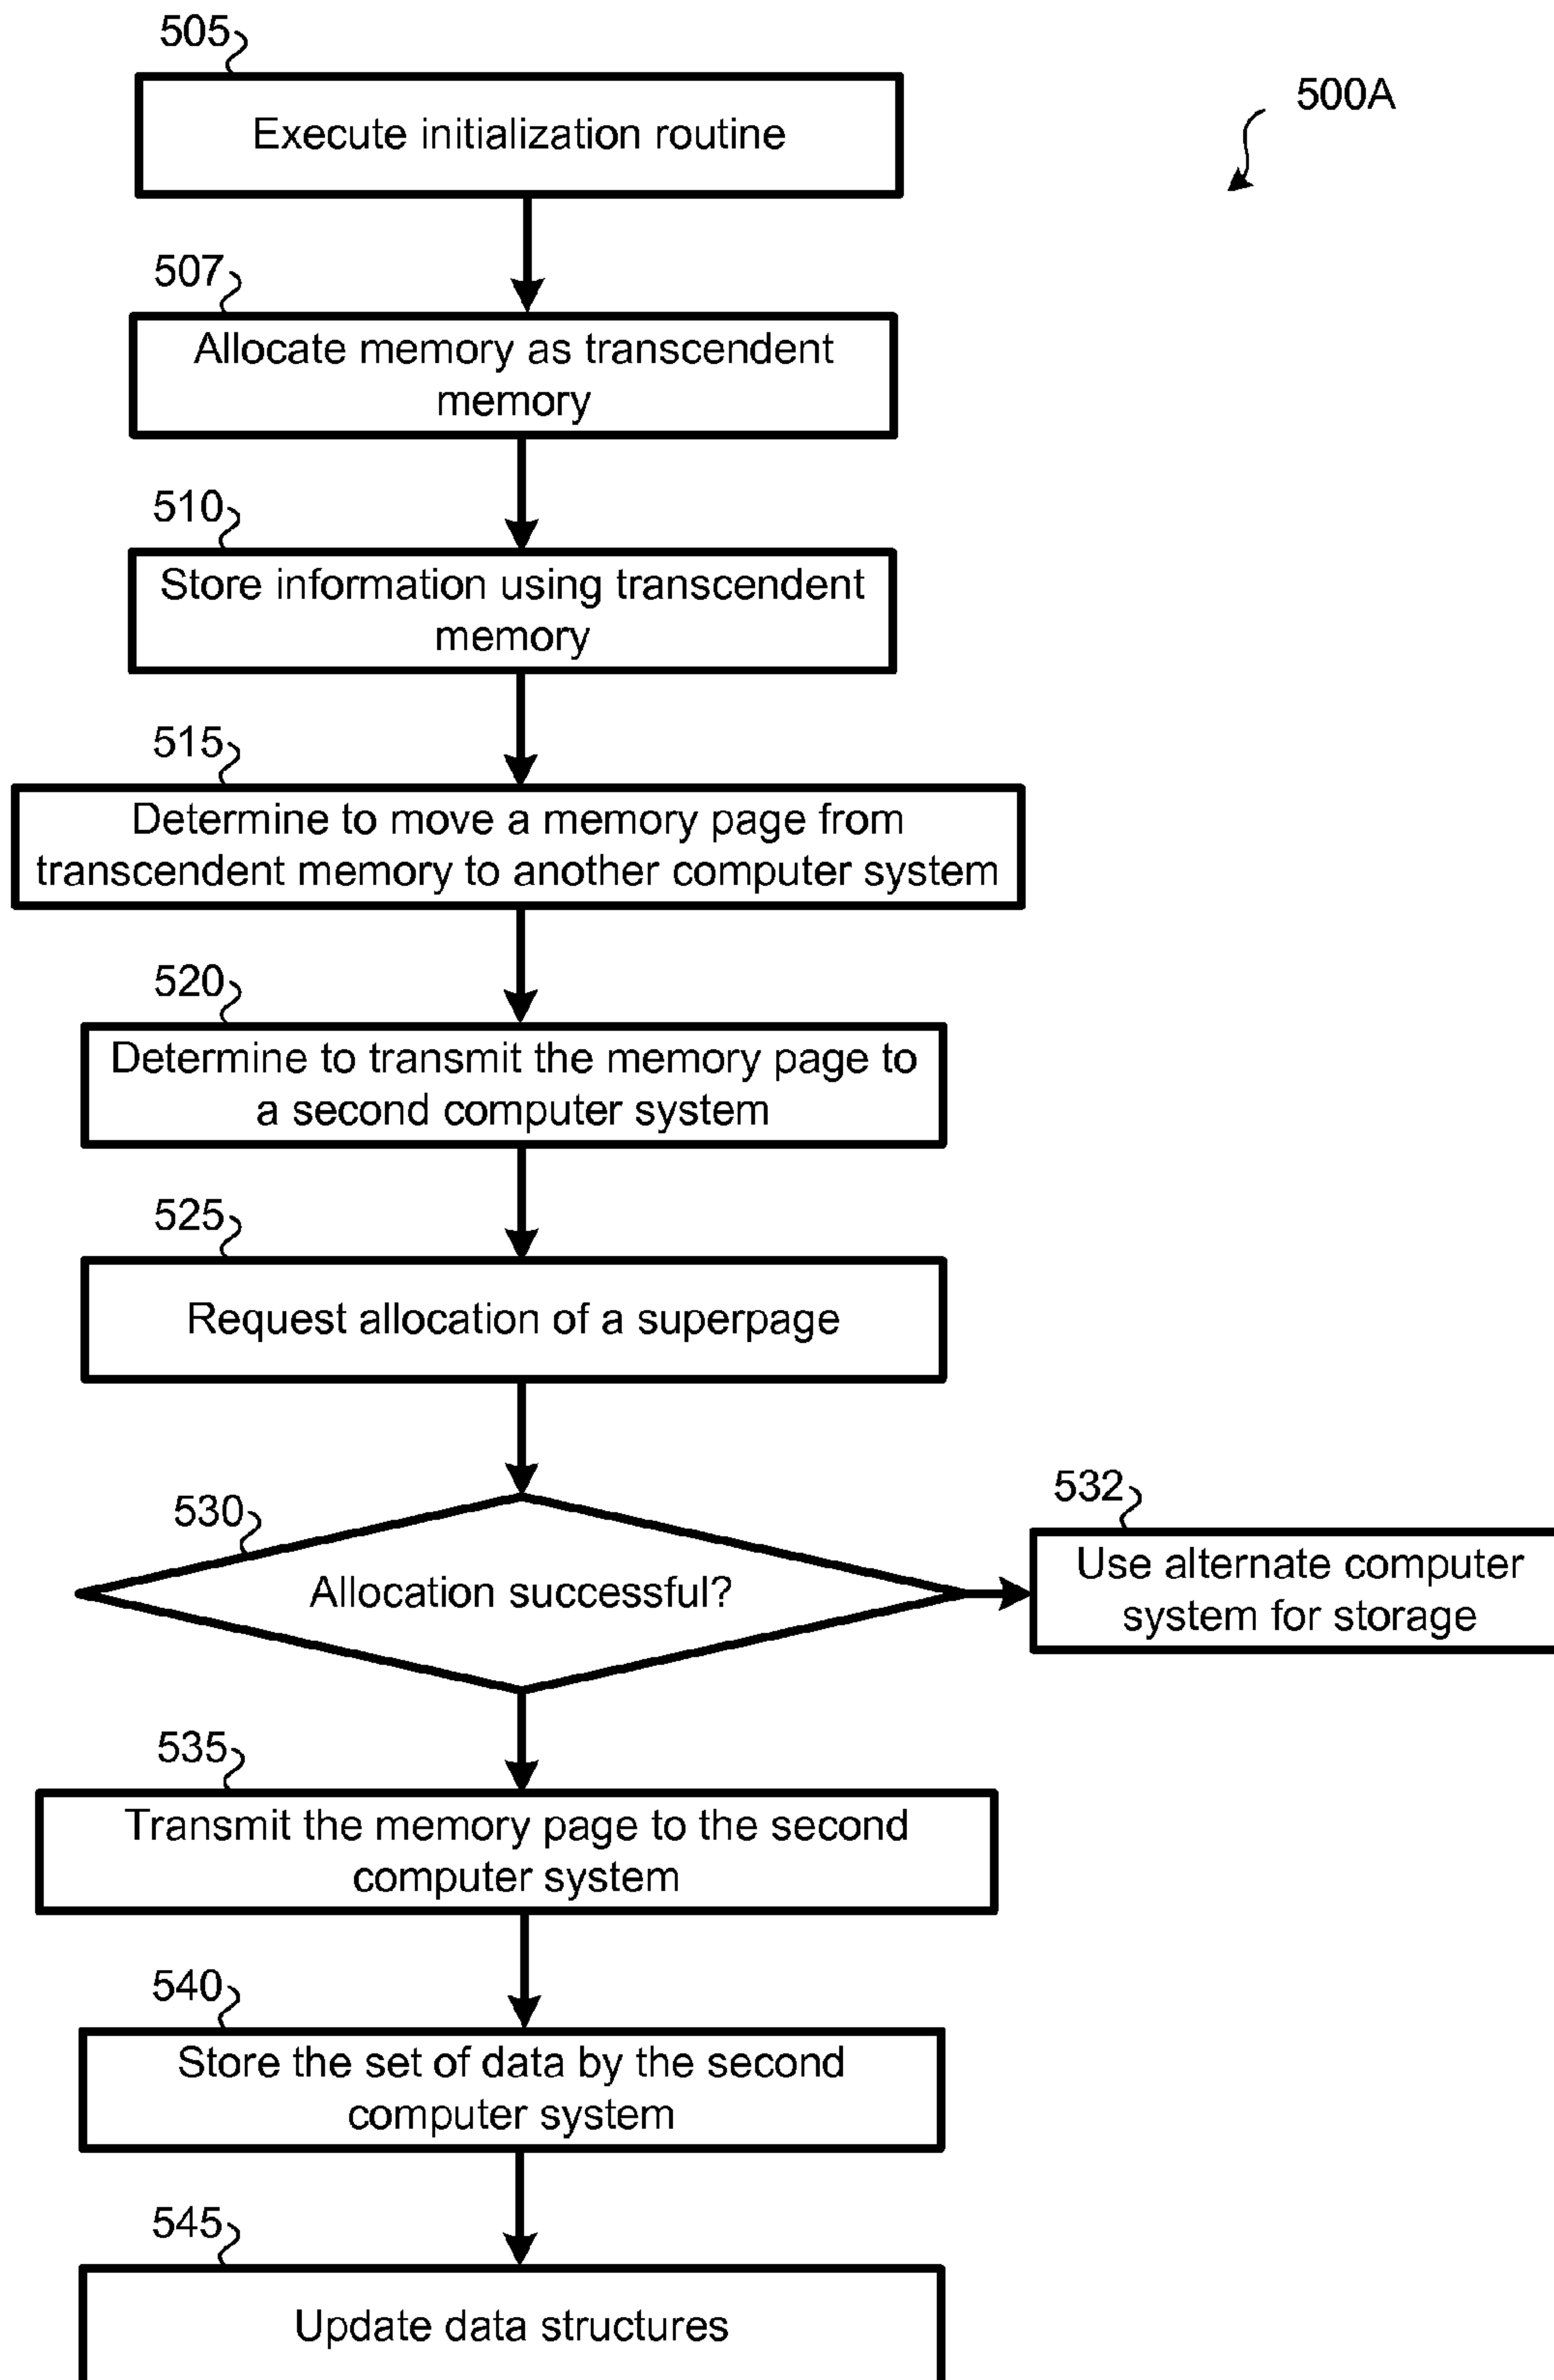 505
500A
Execute initialization routine
507
Allocate memory as transcendent
memory
510
Store information using transcendent
memory
515
Determine to move a memory page from
transcendent memory to another computer system
520
Determine to transmit the memory page to
a second computer system
525
Request allocation of a superpage
530
Allocation successful?
532
Use alternate computer
system for storage
535
Transmit the memory page to the second
computer system
540
Store the set of data by the second
computer system
545
Update data structures